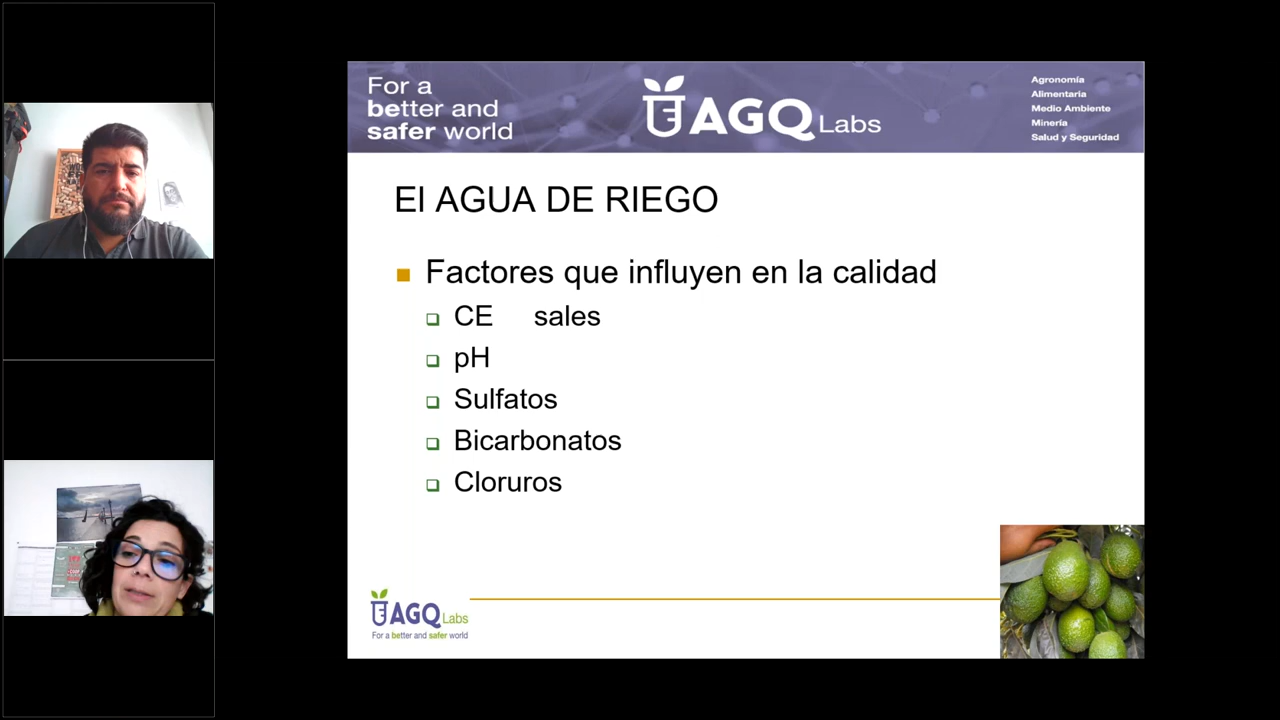 For a
better and
safer world
AGQ Labs
Agronomía
Alimentaria
Medio Ambiente
Minería
Salud y Seguridad
El AGUA DE RIEGO
Factores que influyen en la calidad
CE sales
pH
Sulfatos
Bicarbonatos
Cloruros
AGQ Labs
For a better and safer world